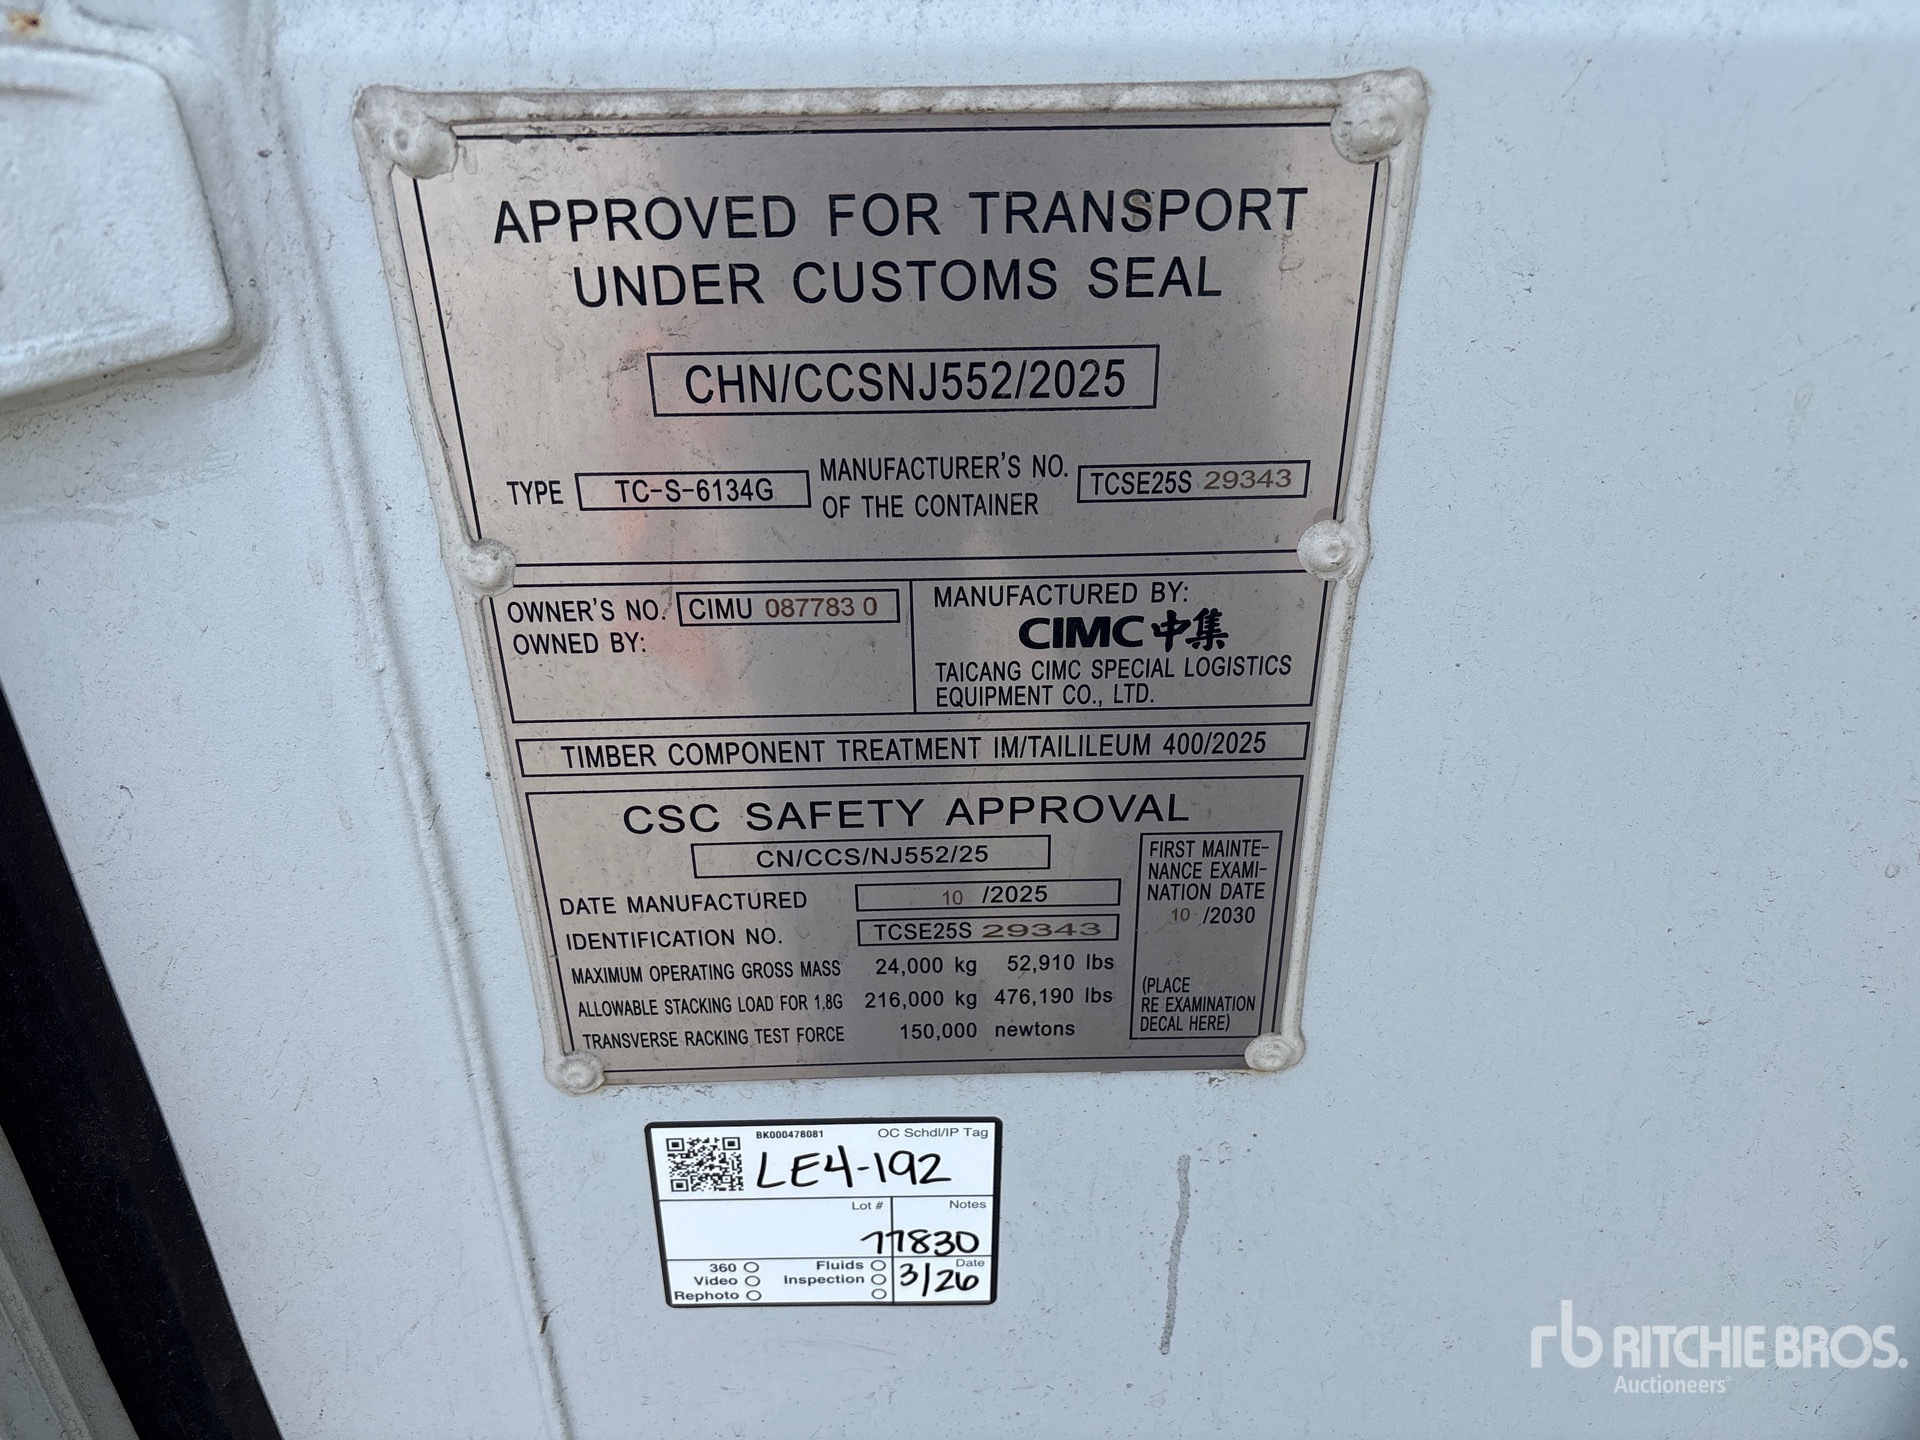 APPROVED FOR TRANSPORT
UNDER CUSTOMS SEAL
CHN/CCSNJ552/2025
TYPE TC-S-6134G MANUFACTURER'S NO. OF THE CONTAINER TCSE25S 29343
OWNER'S NO. CIMU 087783 0
OWNED BY:
MANUFACTURED BY:
CIMC中集
TAICANG CIMC SPECIAL LOGISTICS
EQUIPMENT CO., LTD.
TIMBER COMPONENT TREATMENT IM/TAILILEUM 400/2025
CSC SAFETY APPROVAL
CN/CCS/NJ552/25
DATE MANUFACTURED 10 /2025
IDENTIFICATION NO. TCSE25S 29343
MAXIMUM OPERATING GROSS MASS 24,000 kg 52,910 lbs
ALLOWABLE STACKING LOAD FOR 1.8G 216,000 kg 476,190 lbs
TRANSVERSE RACKING TEST FORCE 150,000 newtons
FIRST MAINTE-
NANCE EXAMI-
NATION DATE
10 /2030
(PLACE
RE EXAMINATION
DECAL HERE)
BK000478081 OC Schdl/IP Tag
LE4-192
Lot # Notes
77830
360 Fluids Date
Video Inspection 3/26
Rephoto
rb RITCHIE BROS.
Auctioneers